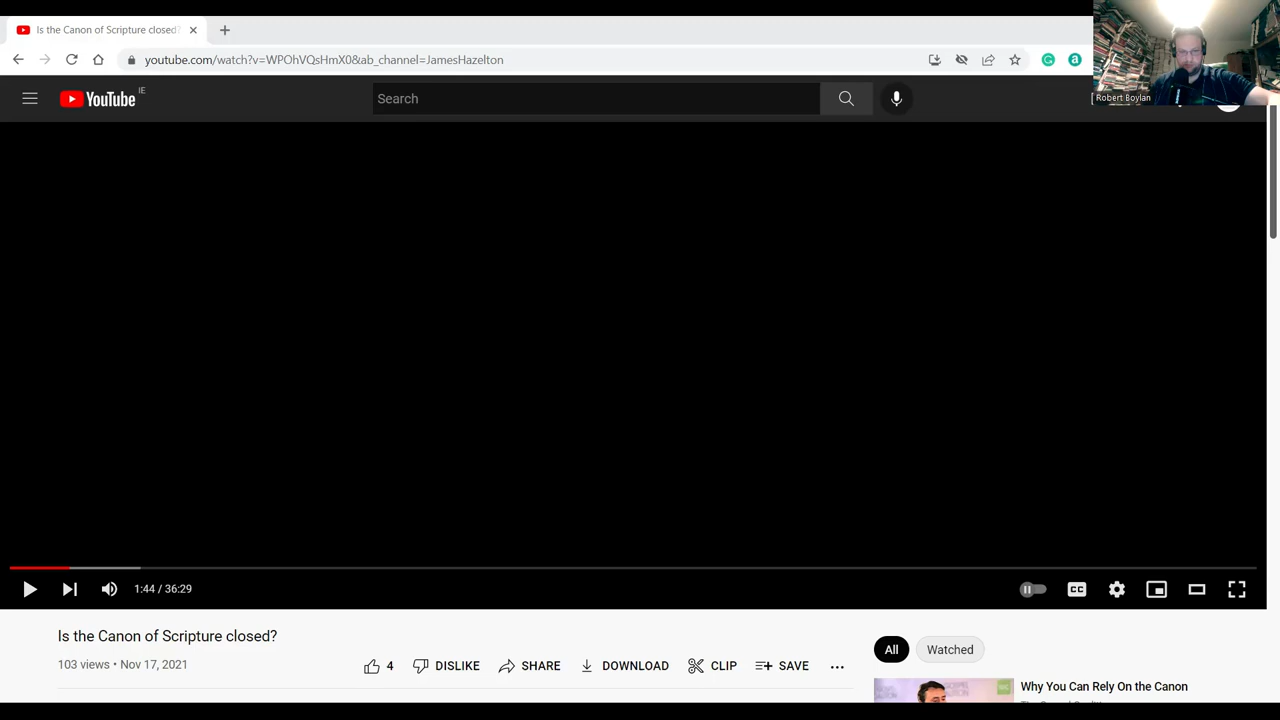 Is the Canon of Scripture closed?
youtube.com/watch?v=WPOhVQsHmX0&ab_channel=JamesHazelton
Robert Boylan
YouTube IE
Search
1:44 / 36:29
CC
Is the Canon of Scripture closed?
103 views • Nov 17, 2021
4 DISLIKE SHARE DOWNLOAD CLIP SAVE
All Watched
Why You Can Rely On the Canon